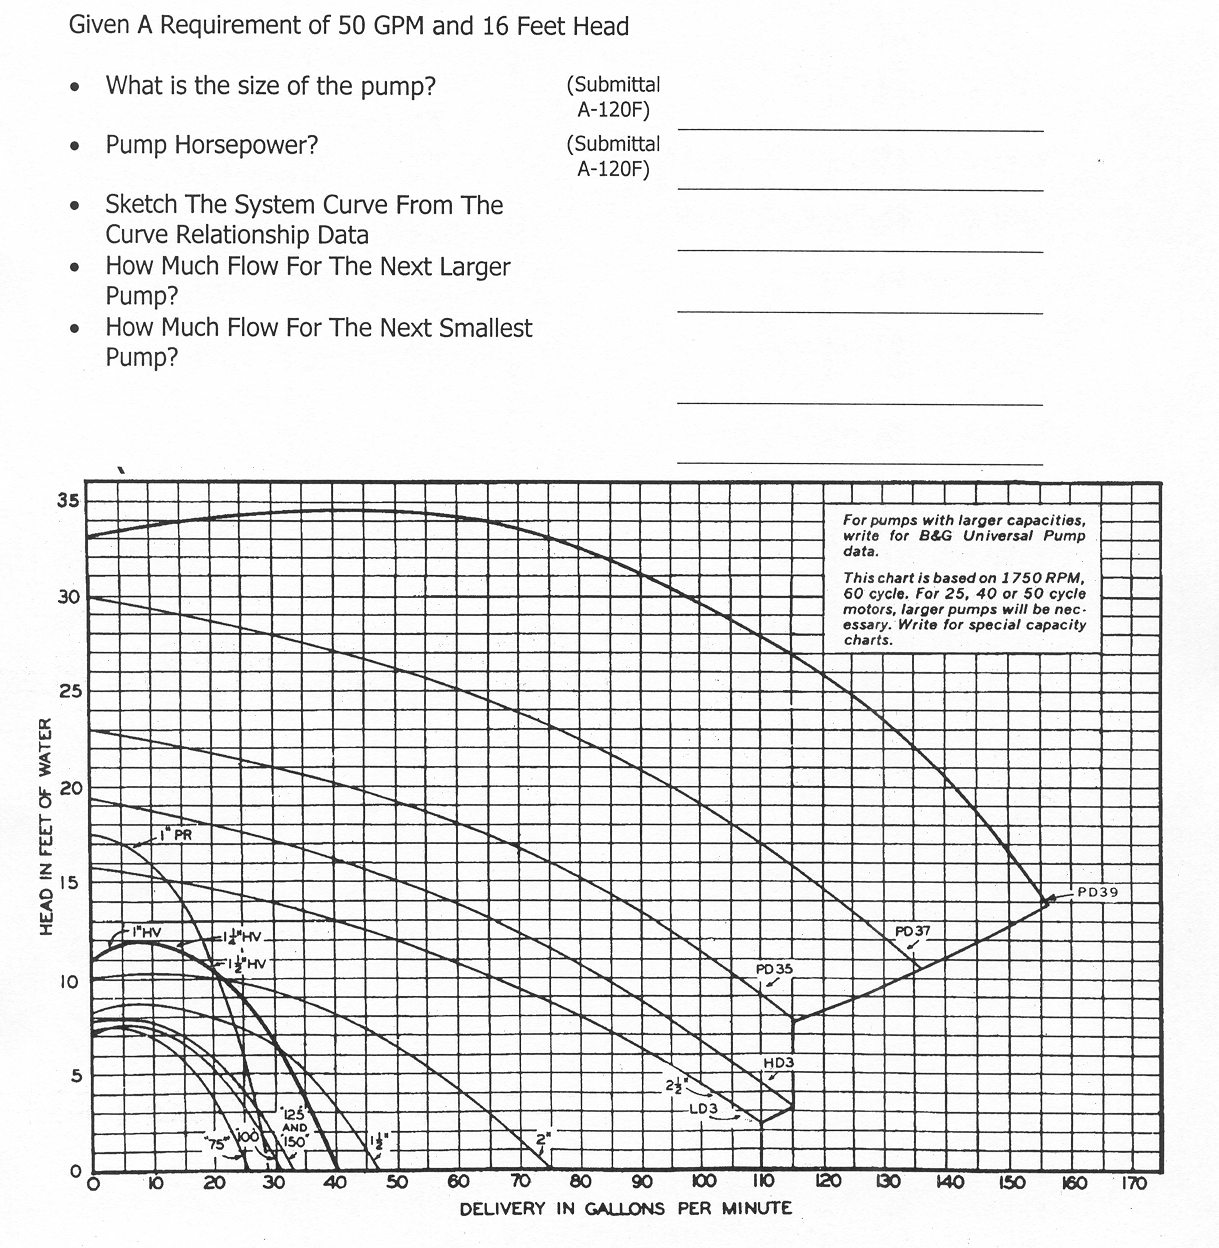 Given A Requirement of 50 GPM and 16 Feet Head
• What is the size of the pump? (Submittal
A-120F)
• Pump Horsepower? (Submittal
A-120F)
• Sketch The System Curve From The
Curve Relationship Data
• How Much Flow For The Next Larger
Pump?
• How Much Flow For The Next Smallest
Pump?
For pumps with larger capacities,
write for B&G Universal Pump
data.
This chart is based on 1750 RPM,
60 cycle. For 25, 40 or 50 cycle
motors, larger pumps will be nec-
essary. Write for special capacity
charts.
HEAD IN FEET OF WATER
35
30
25
20
15
10
5
0
1" PR
1" HV
1¼" HV
1½" HV
PD39
PD37
PD35
HD3
2½"
LD3
"75"
"100"
"125"
AND
"150"
1½"
2"
0 10 20 30 40 50 60 70 80 90 100 110 120 130 140 150 160 170
DELIVERY IN GALLONS PER MINUTE